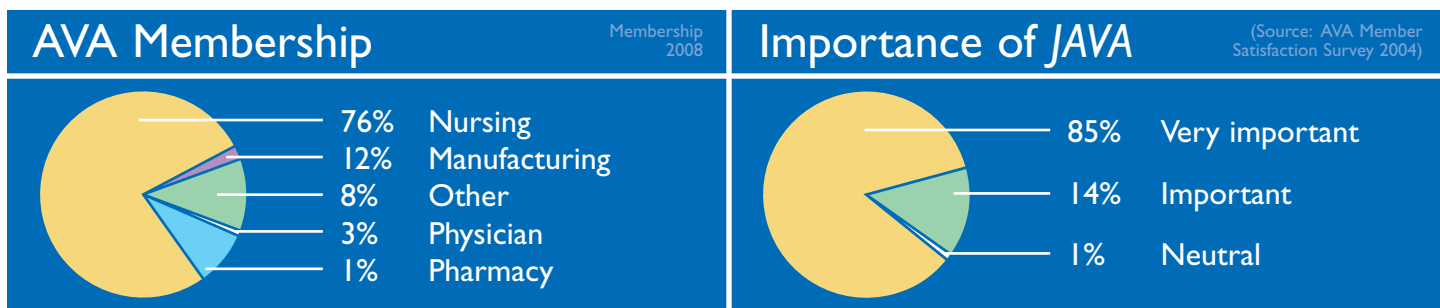 AVA Membership
Membership
2008
76% Nursing
12% Manufacturing
8% Other
3% Physician
1% Pharmacy
Importance of JAVA
(Source: AVA Member
Satisfaction Survey 2004)
85% Very important
14% Important
1% Neutral